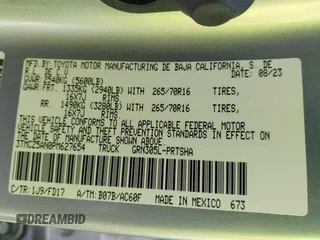 MFD. BY: TOYOTA MOTOR MANUFACTURING DE BAJA CALIFORNIA, S. DE
R.L. DE C.V. 08/23
GVWR 2540KG (5600LB)
GAWR:FRT. 1335KG (2940LB) WITH 265/70R16 TIRES,
16X7J RIMS.
RR. 1490KG (3280LB) WITH 265/70R16 TIRES,
16X7J RIMS.
THIS VEHICLE CONFORMS TO ALL APPLICABLE FEDERAL MOTOR
VEHICLE SAFETY AND THEFT PREVENTION STANDARDS IN
EFFECT ON THE DATE OF MANUFACTURE SHOWN ABOVE.
3TMCZ5AN0PM627654 TRUCK GRN305L-PRTSHA
C/TR: 1J9/FD17 A/TM: B07B/AC60F MADE IN MEXICO 673